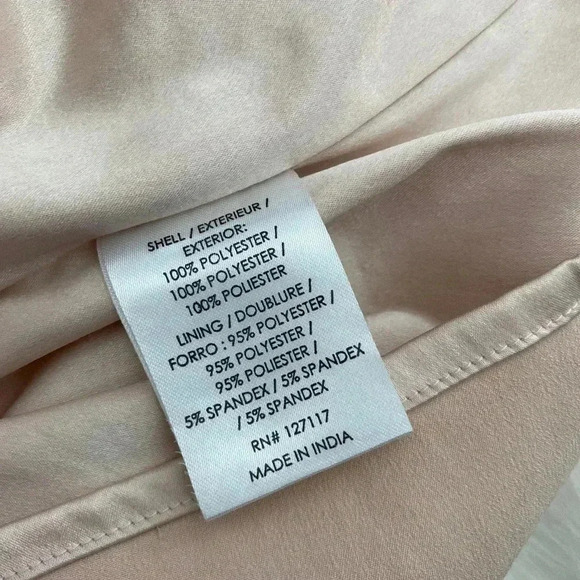 SHELL / EXTERIEUR /
EXTERIOR:
100% POLYESTER /
100% POLYESTER /
100% POLIESTER
LINING / DOUBLURE /
FORRO : 95% POLYESTER /
95% POLYESTER /
95% POLIESTER /
5% SPANDEX / 5% SPANDEX
/ 5% SPANDEX
RN# 127117
MADE IN INDIA